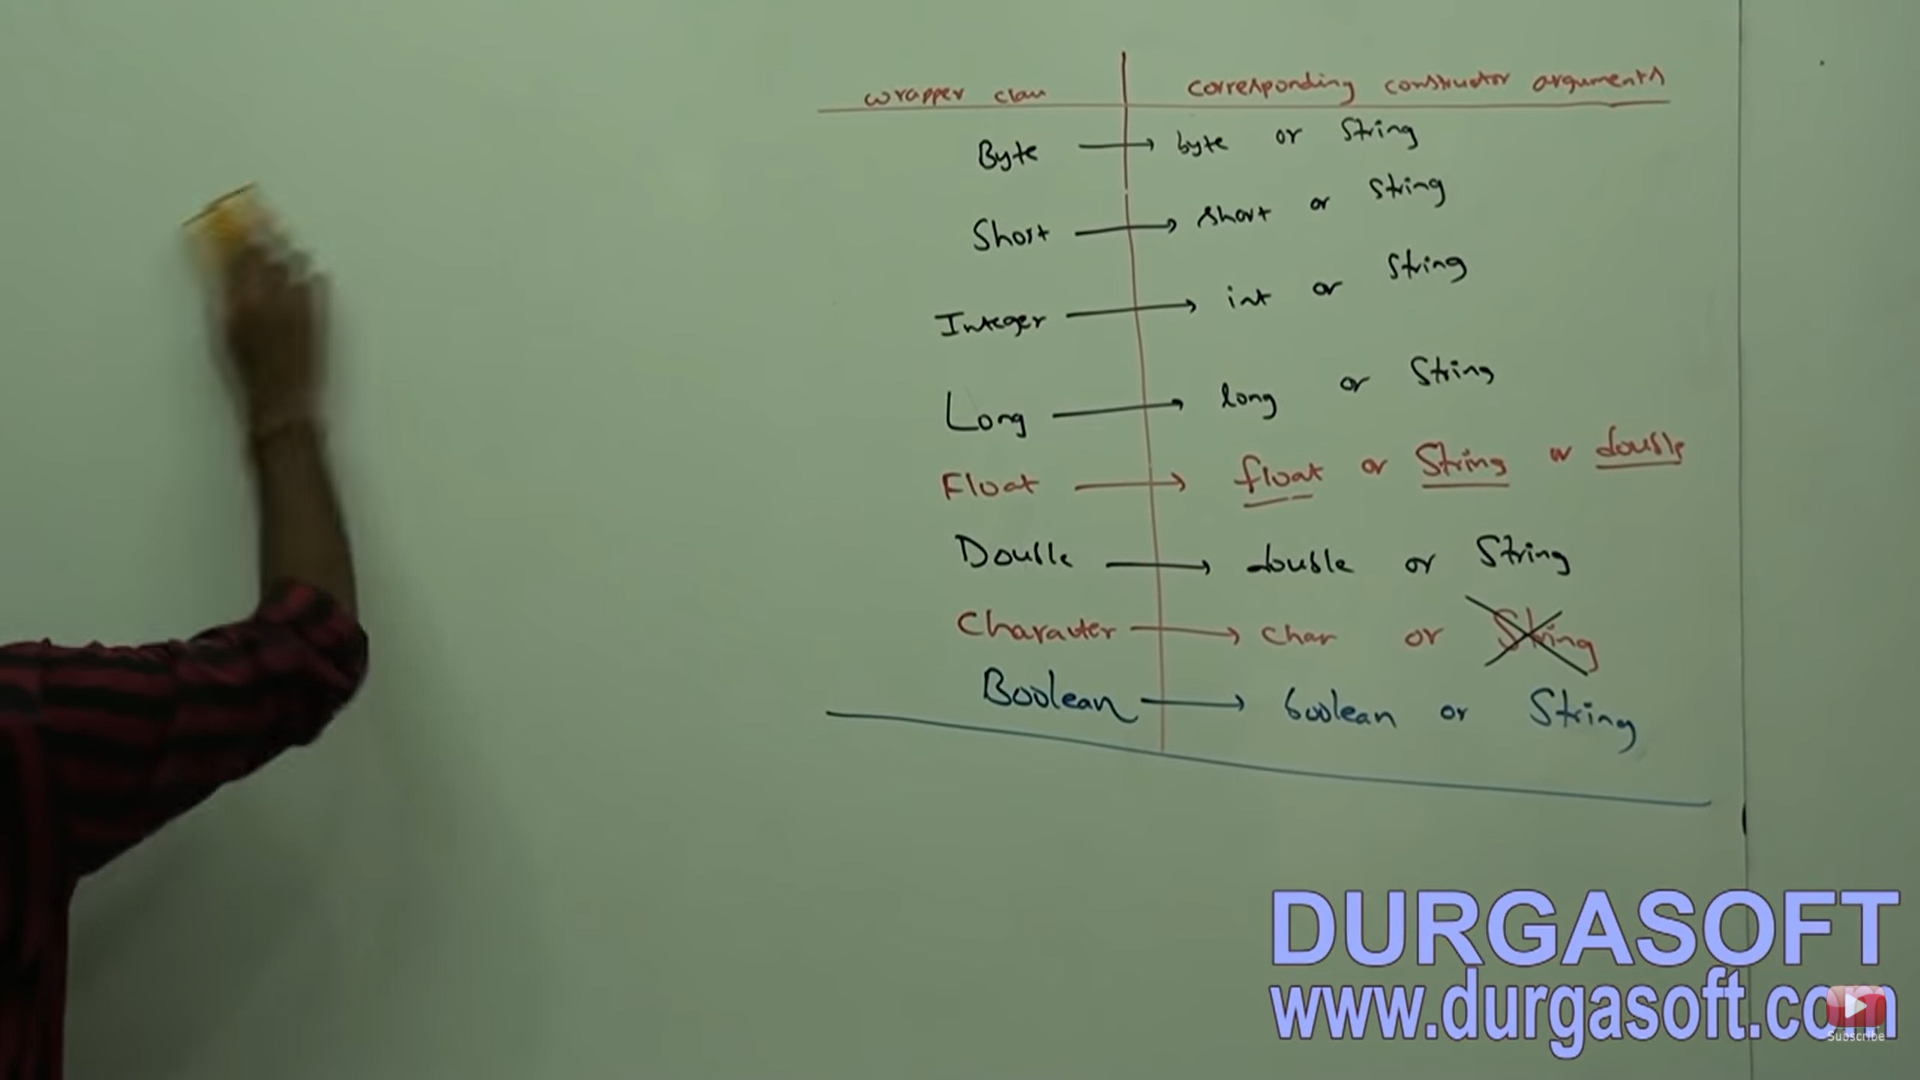 wrapper class corresponding constructor arguments
Byte → byte or String
Short → short or String
Integer → int or String
Long → long or String
Float → float or String or double
Double → double or String
Character → char or String
Boolean → boolean or String
DURGASOFT
www.durgasoft.com
Subscribe